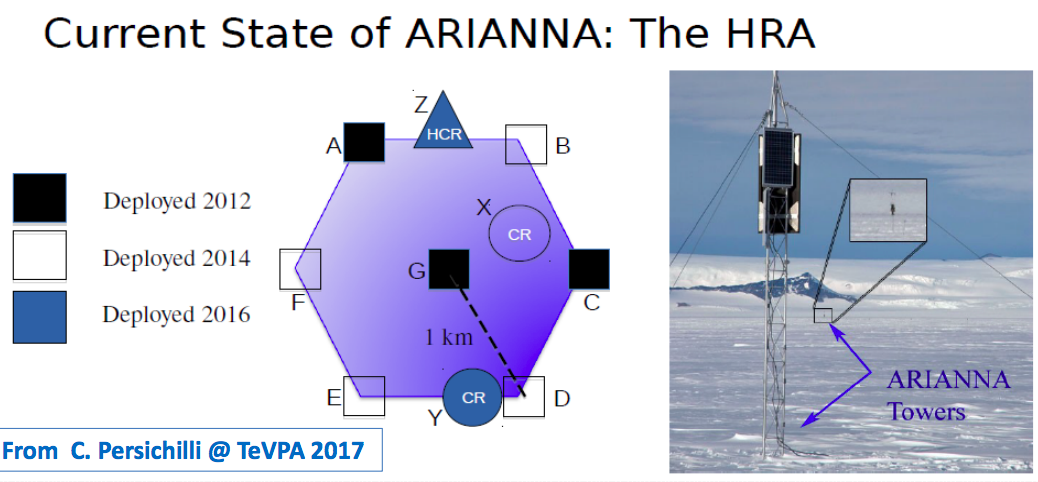 Current State of ARIANNA: The HRA
Deployed 2012
Deployed 2014
Deployed 2016
Z
HCR
A
B
X
CR
G
F
C
1 km
E
CR
D
Y
ARIANNA
Towers
From C. Persichilli @ TeVPA 2017